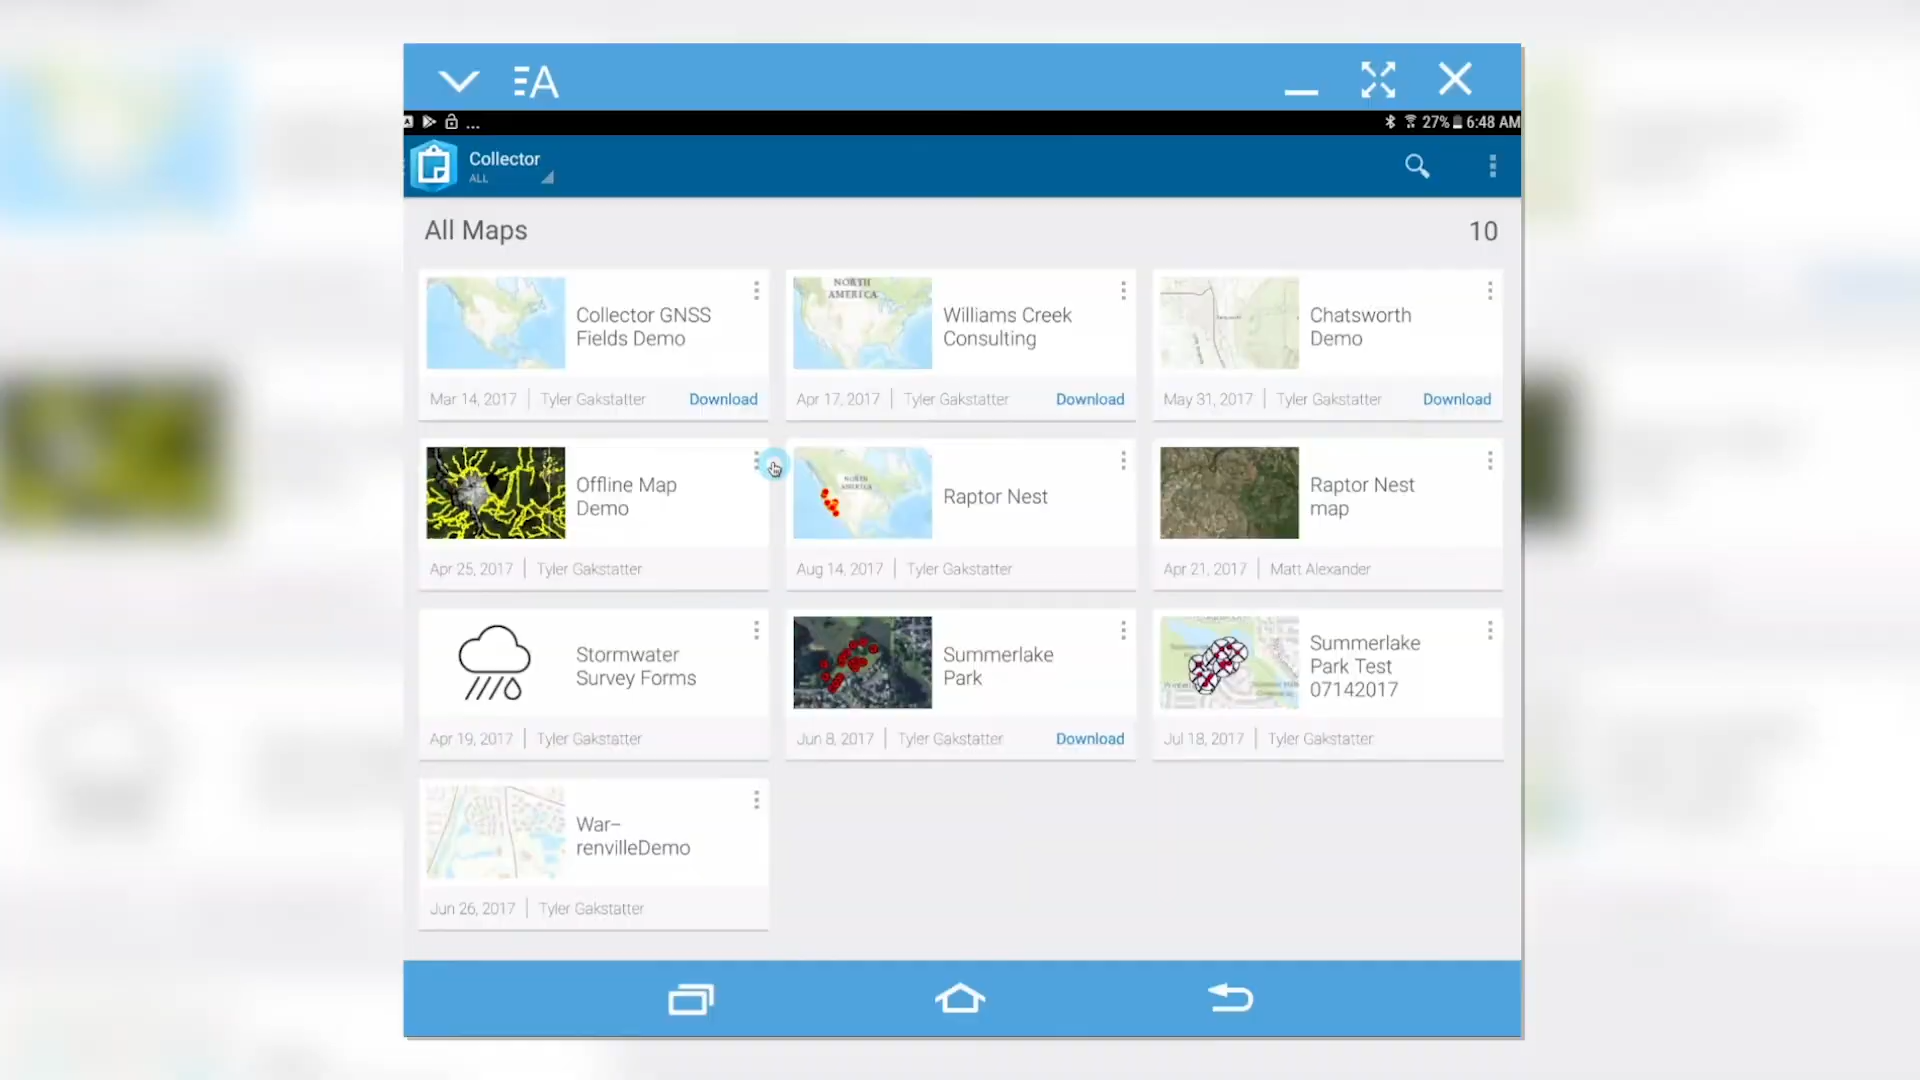 ΞA
... 27% 6:48 AM
Collector
ALL
All Maps 10
Collector GNSS
Fields Demo
Mar 14, 2017 Tyler Gakstatter Download
NORTH
AMERICA
Williams Creek
Consulting
Apr 17, 2017 Tyler Gakstatter Download
Chatsworth
Demo
May 31, 2017 Tyler Gakstatter Download
Offline Map
Demo
Apr 25, 2017 Tyler Gakstatter
NORTH
AMERICA
Raptor Nest
Aug 14, 2017 Tyler Gakstatter
Raptor Nest
map
Apr 21, 2017 Matt Alexander
Stormwater
Survey Forms
Apr 19, 2017 Tyler Gakstatter
Summerlake
Park
Jun 8, 2017 Tyler Gakstatter Download
Summerlake
Park Test
07142017
Jul 18, 2017 Tyler Gakstatter
War–
renvilleDemo
Jun 26, 2017 Tyler Gakstatter